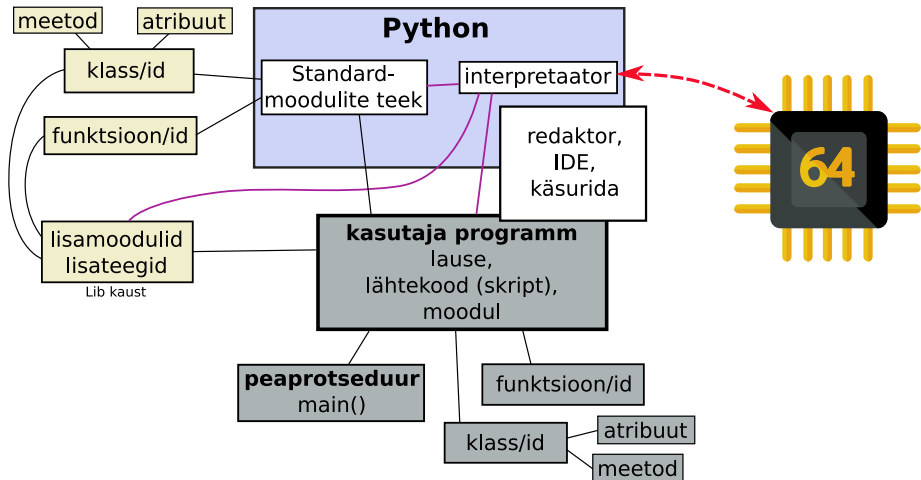 meetod
atribuut
klass/id
funktsioon/id
lisamoodulid
lisateegid
Lib kaust
Python
Standard-
moodulite teek
interpretaator
redaktor,
IDE,
käsurida
64
kasutaja programm
lause,
lähtekood (skript),
moodul
peaprotseduur
main()
funktsioon/id
klass/id
atribuut
meetod